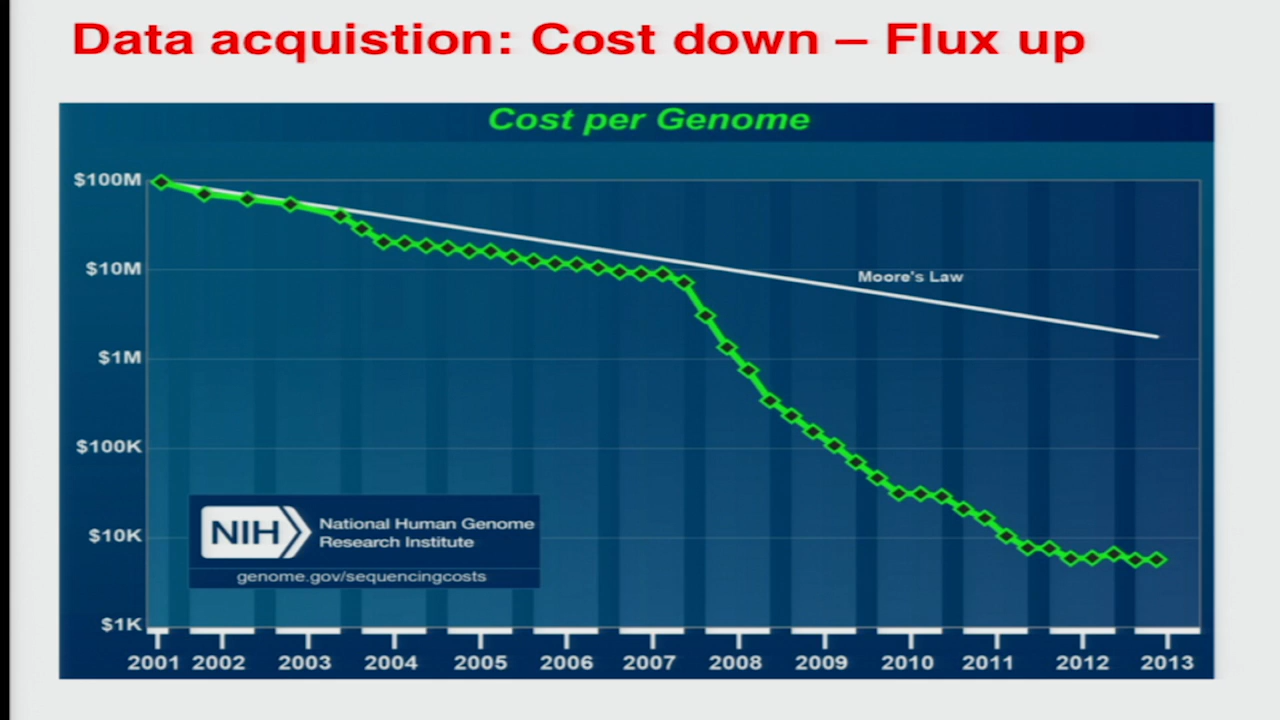 Data acquistion: Cost down – Flux up
Cost per Genome
$100M
$10M
$1M
$100K
$10K
$1K
Moore's Law
NIH
National Human Genome
Research Institute
genome.gov/sequencingcosts
2001 2002 2003 2004 2005 2006 2007 2008 2009 2010 2011 2012 2013